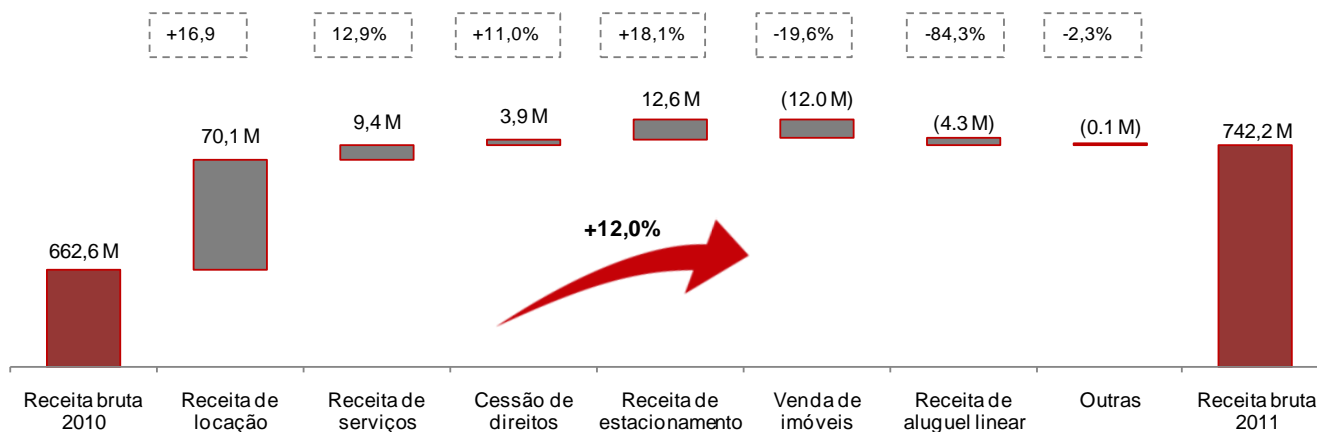 +16,9
12,9%
+11,0%
+18,1%
-19,6%
-84,3%
-2,3%
662,6 M
70,1 M
9,4 M
3,9 M
12,6 M
(12.0 M)
(4.3 M)
(0.1 M)
742,2 M
+12,0%
Receita bruta
2010
Receita de
locação
Receita de
serviços
Cessão de
direitos
Receita de
estacionamento
Venda de
imóveis
Receita de
aluguel linear
Outras
Receita bruta
2011